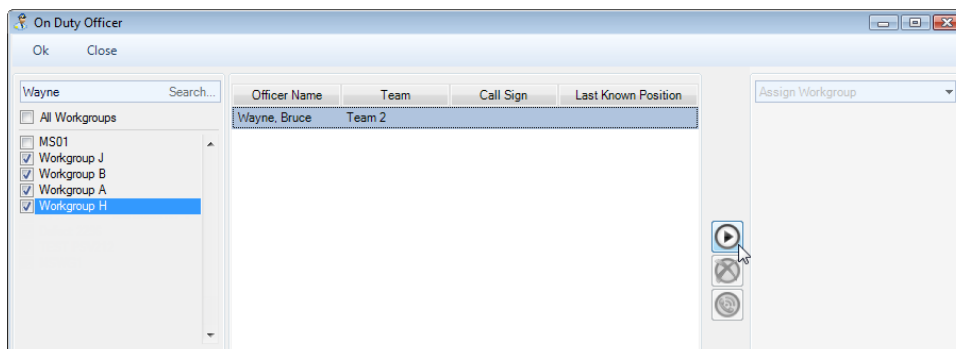 On Duty Officer
Ok Close
Wayne Search...
All Workgroups
MS01
Workgroup J
Workgroup B
Workgroup A
Workgroup H
Officer Name Team Call Sign Last Known Position
Wayne, Bruce Team 2
Assign Workgroup